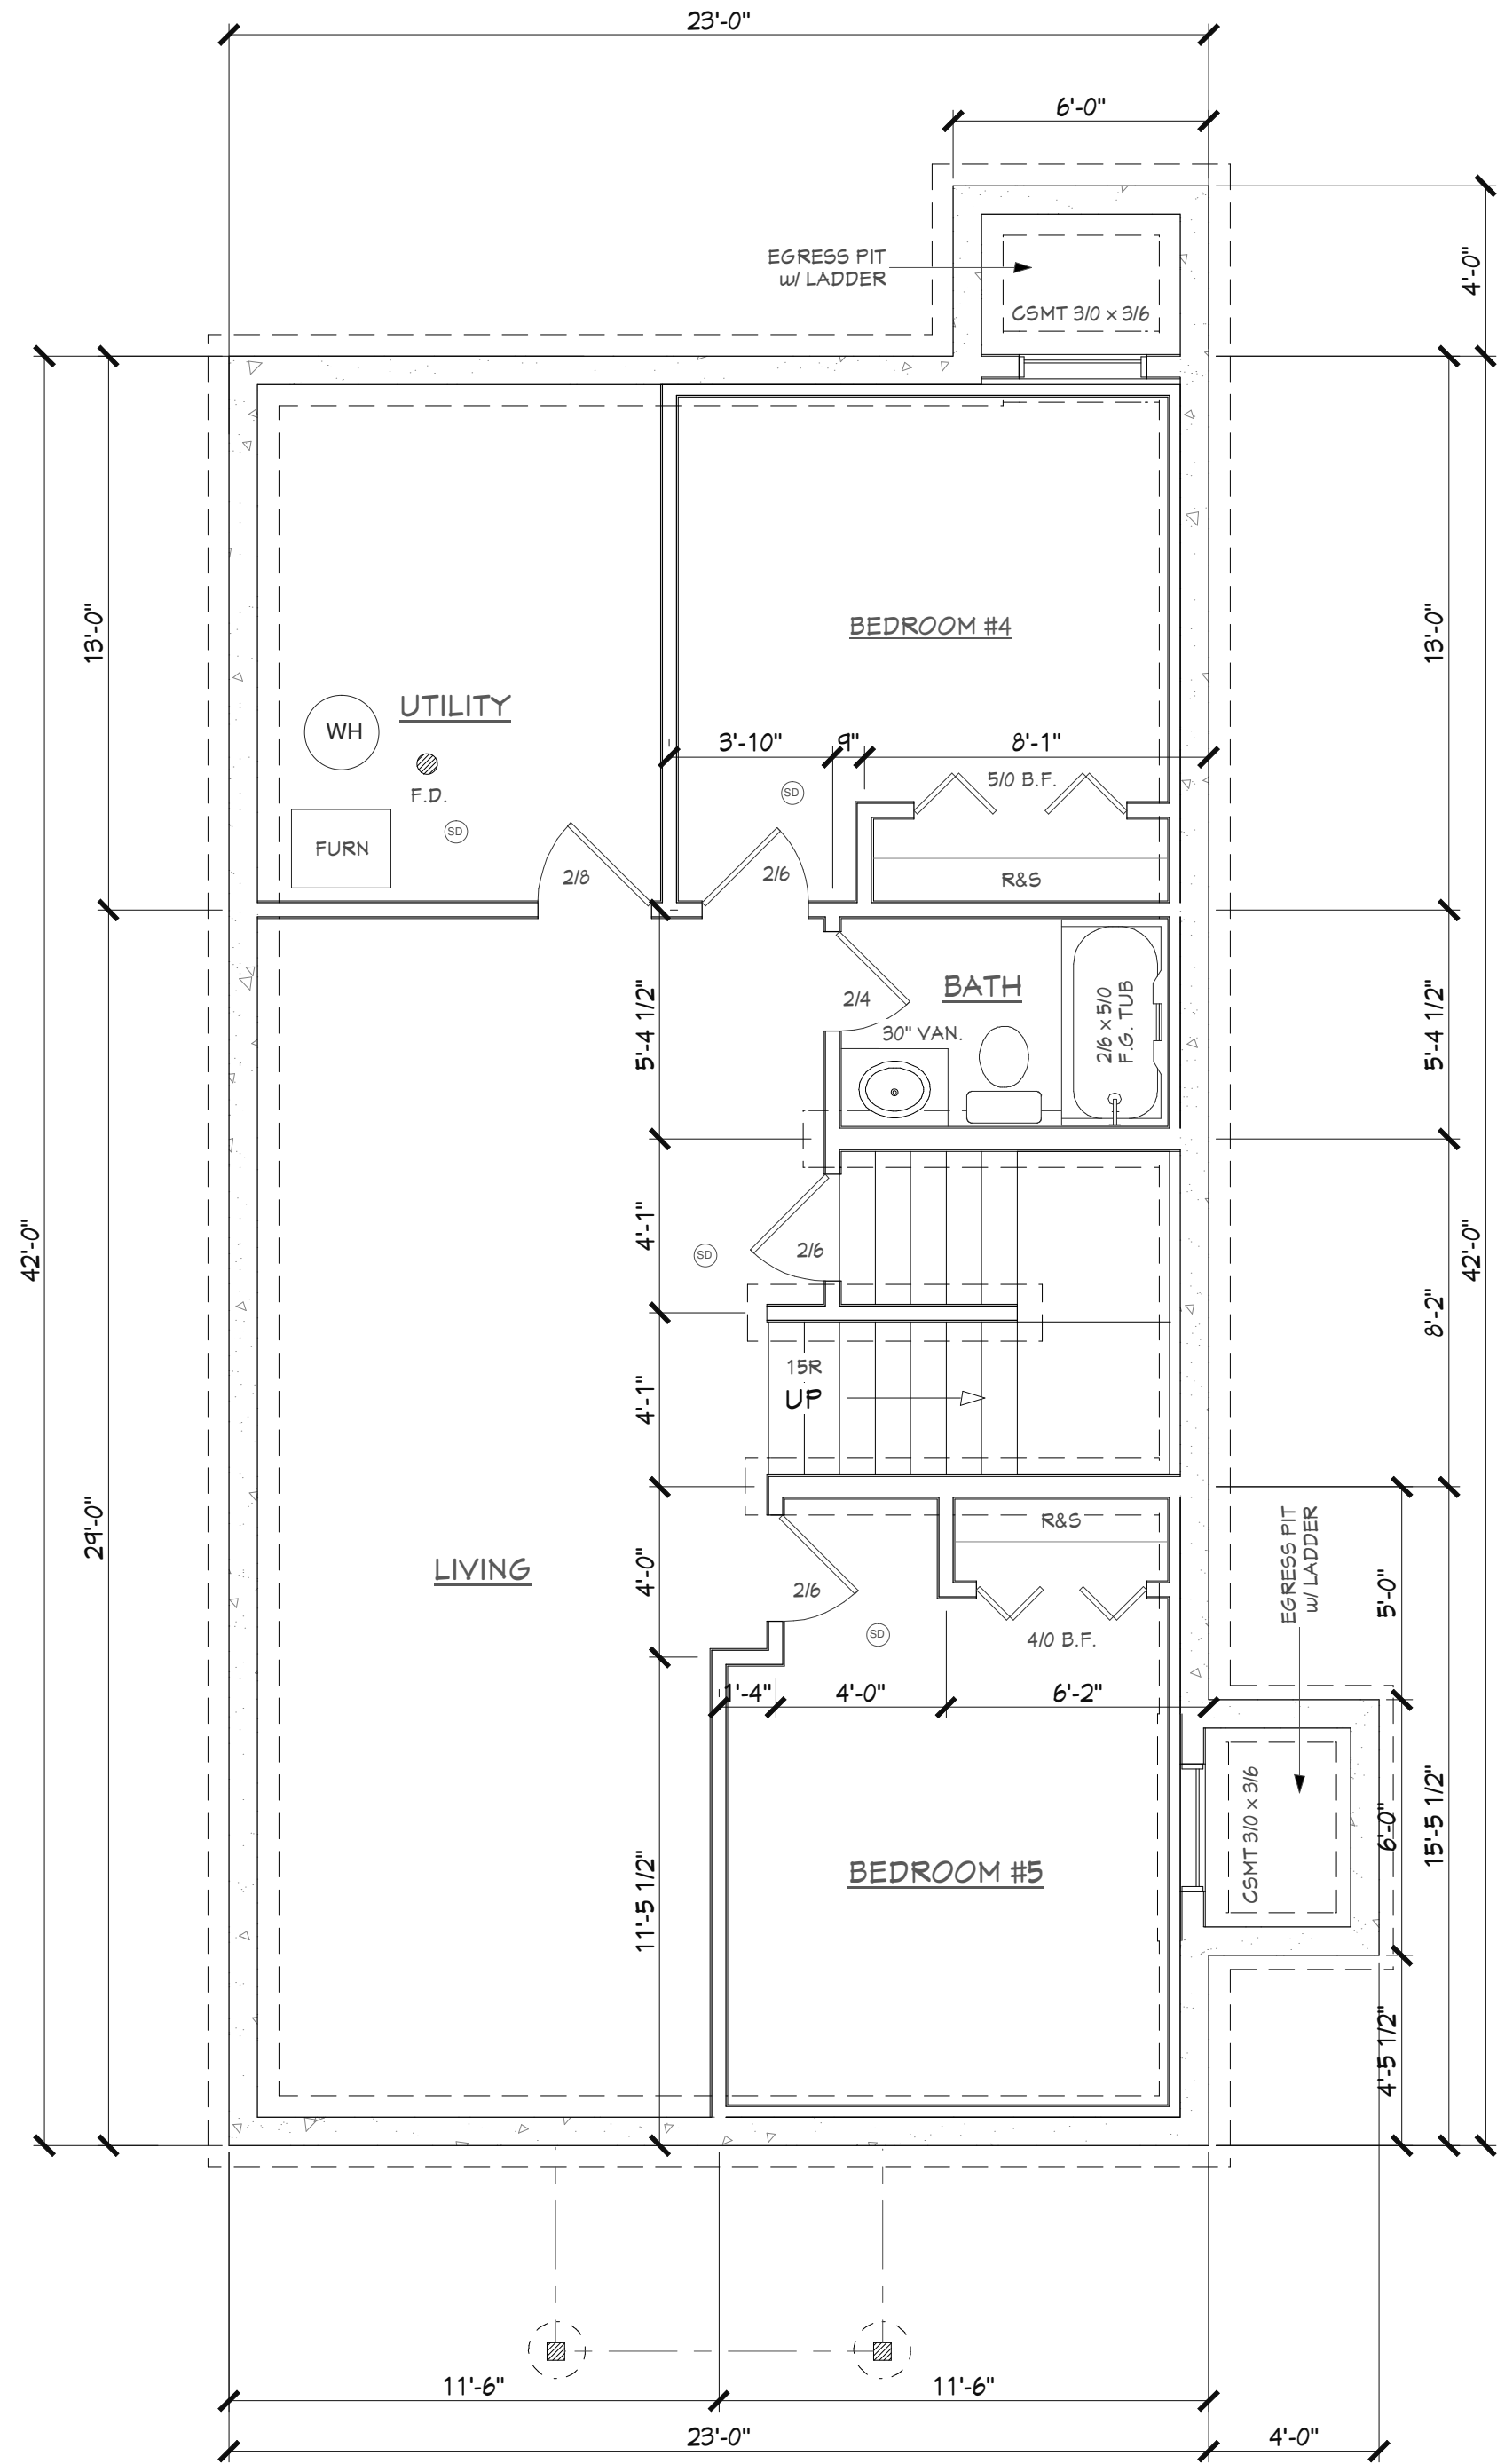 23'-0"
6'-0"
4'-0"
EGRESS PIT
w/ LADDER
CSMT 3/0 x 3/6
13'-0"
13'-0"
BEDROOM #4
UTILITY
WH
F.D.
FURN
SD
3'-10"
9"
8'-1"
5/0 B.F.
SD
2/8
2/6
R&S
5'-4 1/2"
2/4
BATH
30" VAN.
2/6 x 5/0
F.G. TUB
5'-4 1/2"
42'-0"
4'-1"
SD
2/6
8'-2"
42'-0"
4'-1"
15R
UP
29'-0"
LIVING
4'-0"
2/6
R&S
SD
4/0 B.F.
EGRESS PIT
w/ LADDER
5'-0"
1'-4"
4'-0"
6'-2"
CSMT 3/0 x 3/6
6'-0"
15'-5 1/2"
11'-5 1/2"
BEDROOM #5
4'-5 1/2"
11'-6"
11'-6"
23'-0"
4'-0"